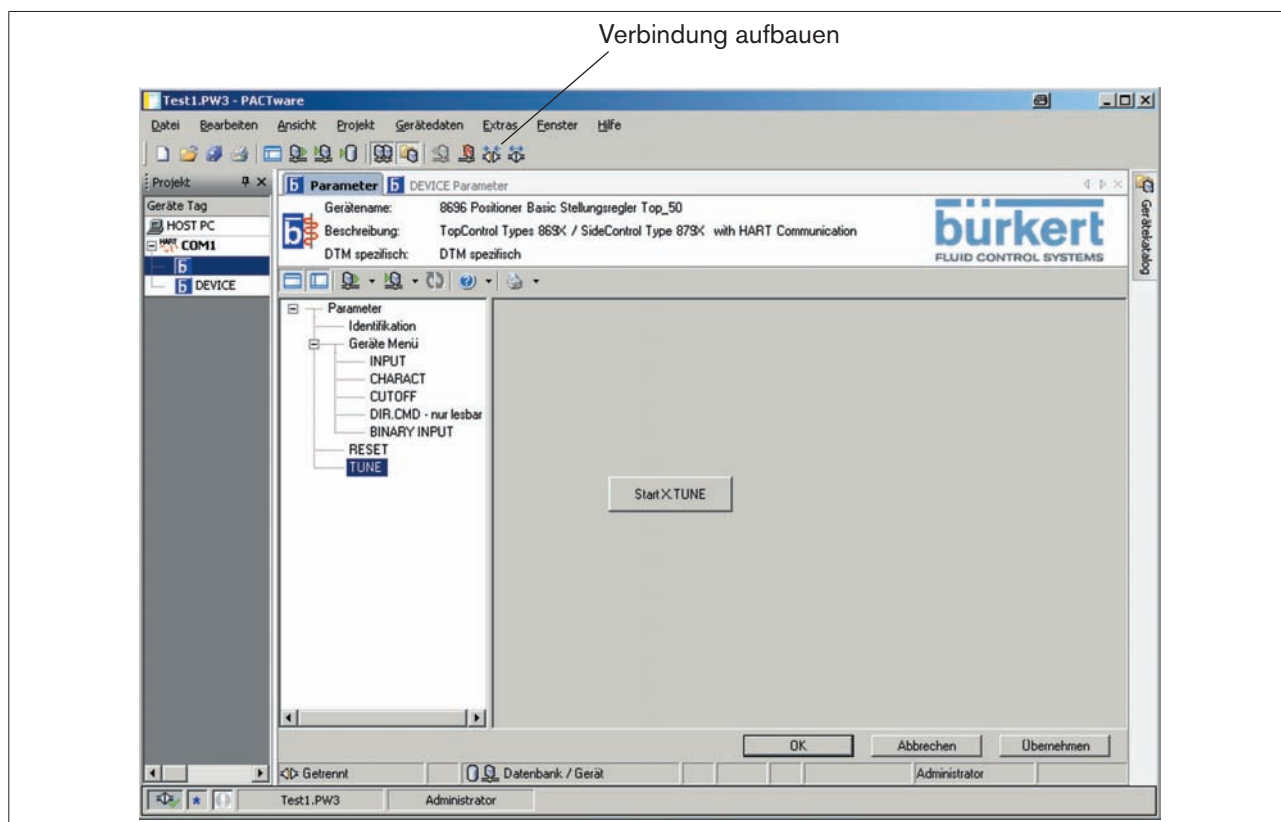 Verbindung aufbauen
Test1.PW3 - PACTware
Datei Bearbeiten Ansicht Projekt Gerätedaten Extras Fenster Hilfe
Projekt
Geräte Tag
HOST PC
HART COM1
DEVICE
Parameter DEVICE Parameter
Gerätename: 8696 Positioner Basic Stellungsregler Top_50
Beschreibung: TopControl Types 869X / SideControl Type 879X with HART Communication
DTM spezifisch: DTM spezifisch
bürkert
FLUID CONTROL SYSTEMS
Gerätekatalog
Parameter
Identifikation
Geräte Menü
INPUT
CHARACT
CUTOFF
DIR.CMD - nur lesbar
BINARY INPUT
RESET
TUNE
Start X.TUNE
OK Abbrechen Übernehmen
Getrennt Datenbank / Gerät Administrator
Test1.PW3 Administrator